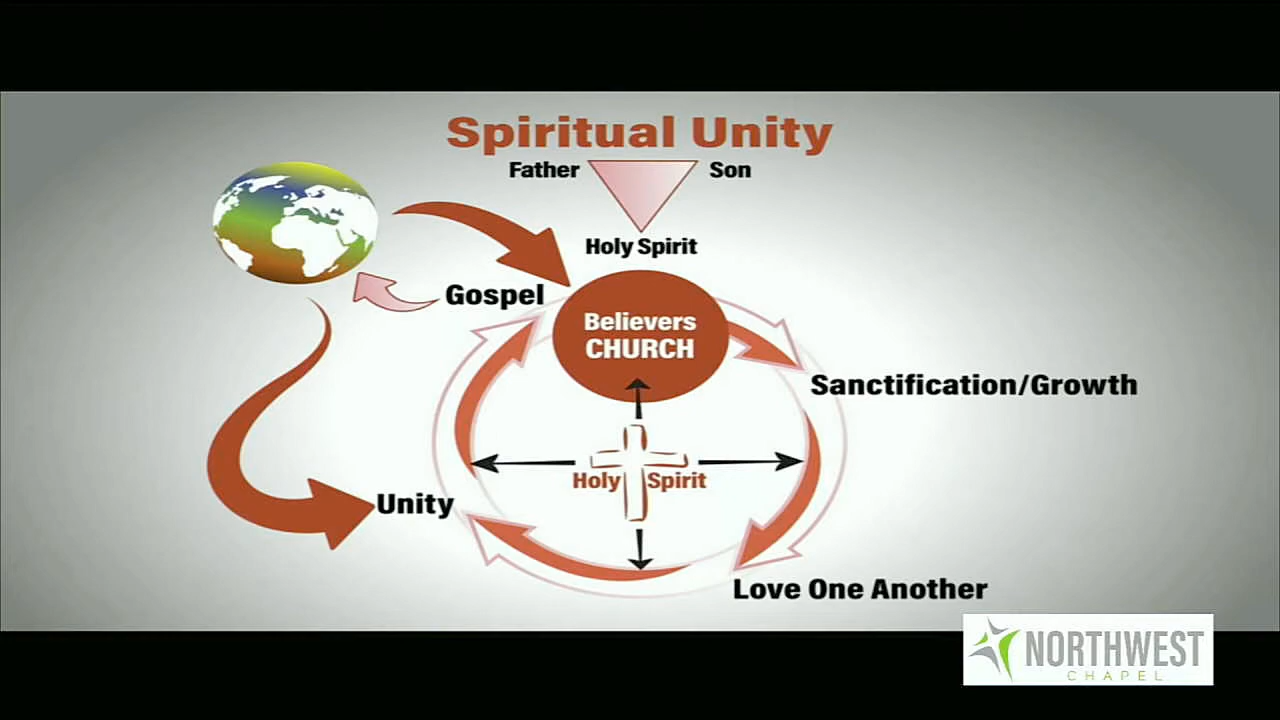 Spiritual Unity
Father
Son
Holy Spirit
Gospel
Believers
CHURCH
Sanctification/Growth
Holy Spirit
Unity
Love One Another
NORTHWEST
CHAPEL